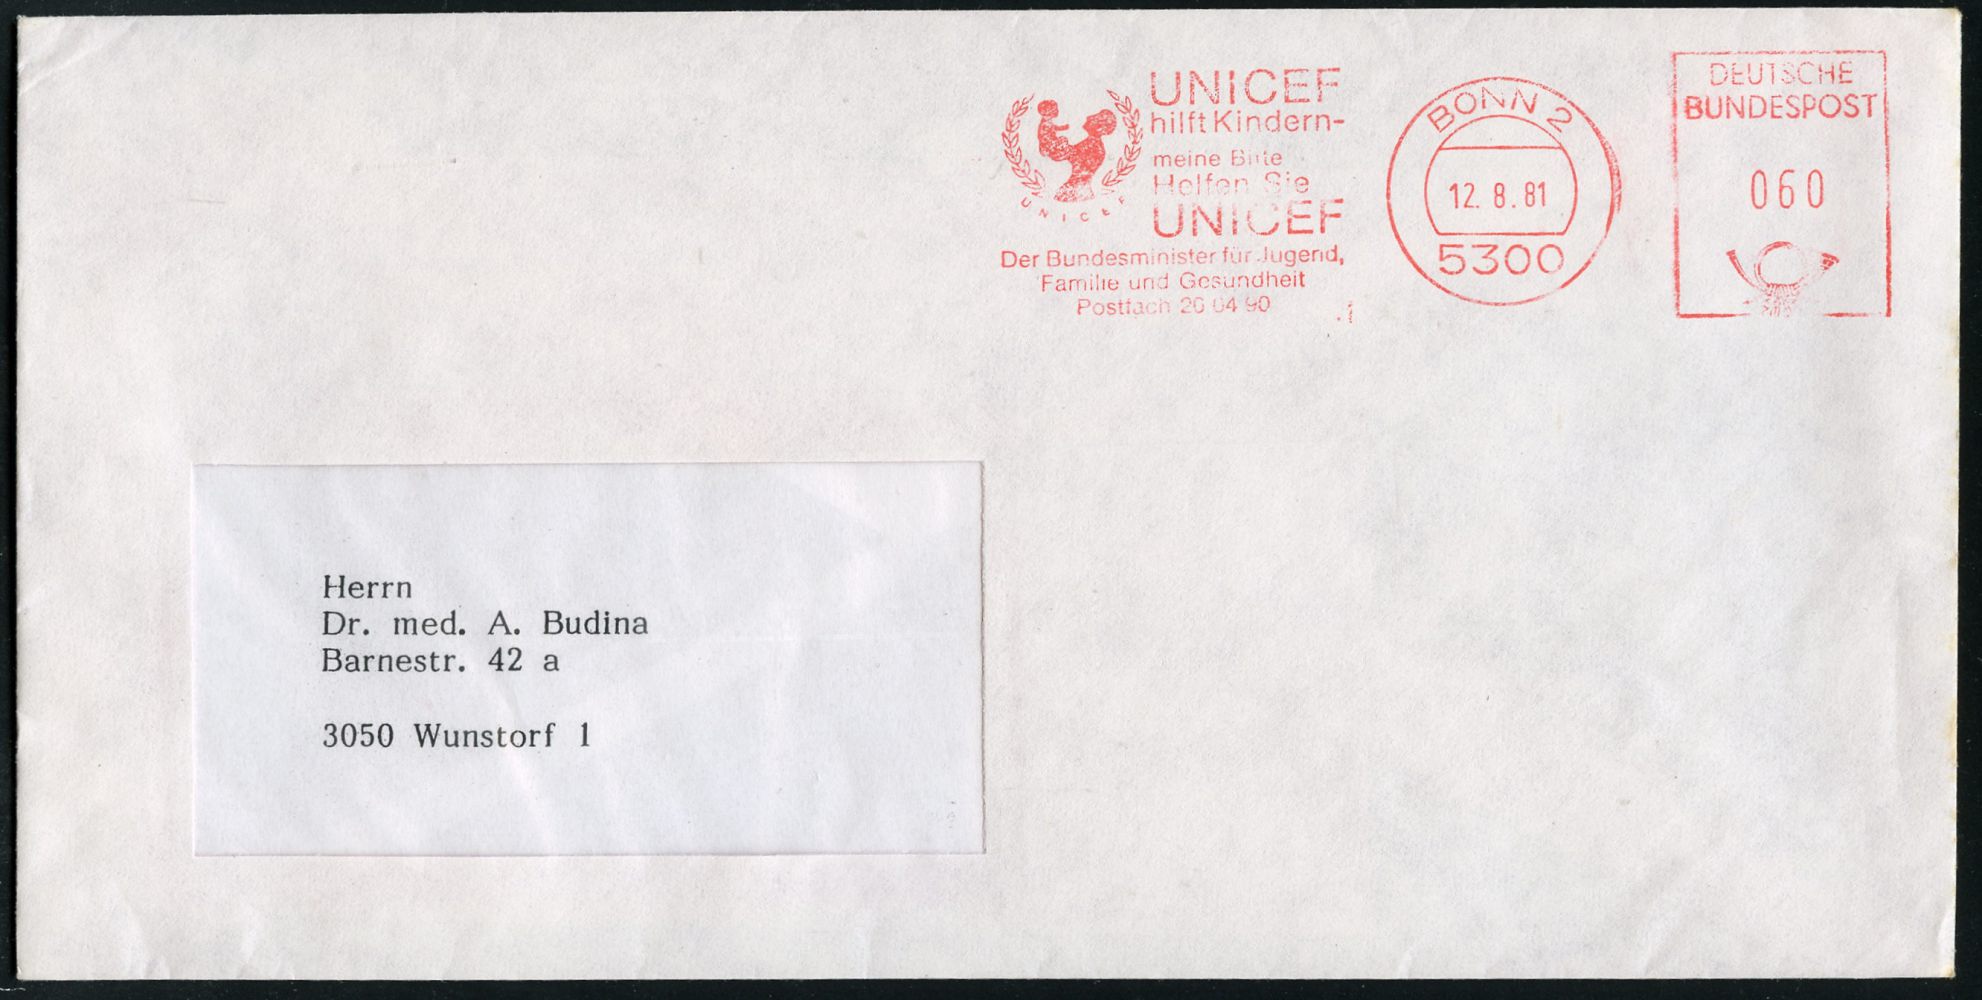 UNICEF
hilft Kindern-
meine Bitte
Helfen Sie
UNICEF
UNICEF
Der Bundesminister für Jugend,
Familie und Gesundheit
Postfach 20 04 90
BONN 2
12. 8. 81
5300
DEUTSCHE
BUNDESPOST
060
Herrn
Dr. med. A. Budina
Barnestr. 42 a
3050 Wunstorf 1